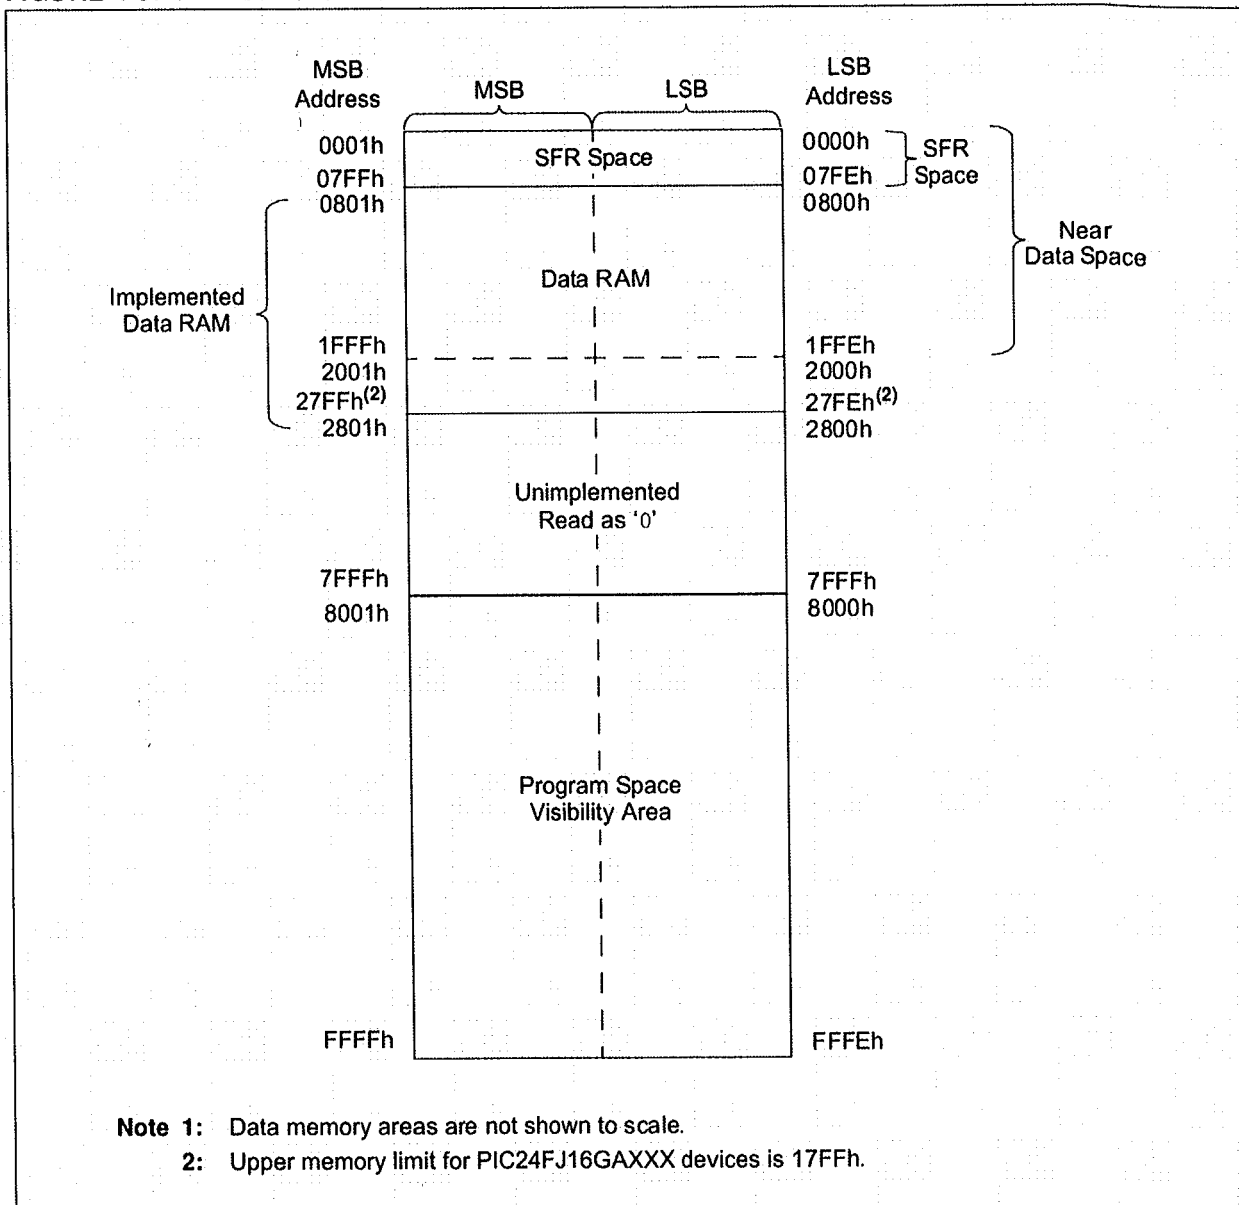 MSB
Address
MSB
LSB
LSB
Address
0001h
SFR Space
0000h
SFR
Space
07FFh
07FEh
0801h
0800h
Near
Data Space
Data RAM
Implemented
Data RAM
1FFFh
1FFEh
2001h
2000h
27FFh(2)
27FEh(2)
2801h
2800h
Unimplemented
Read as '0'
7FFFh
7FFFh
8001h
8000h
Program Space
Visibility Area
FFFFh
FFFEh
Note 1: Data memory areas are not shown to scale.
2: Upper memory limit for PIC24FJ16GAXXX devices is 17FFh.